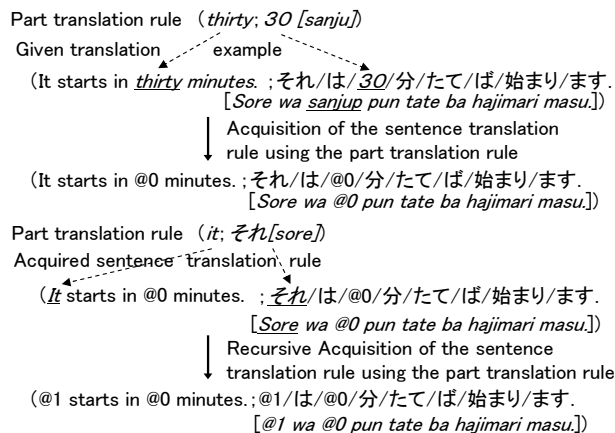 Part translation rule (thirty; 30 [sanju])
Given translation example
(It starts in thirty minutes. ;それ/は/30/分/たて/ば/始まり/ます.
[Sore wa sanjup pun tate ba hajimari masu.])
Acquisition of the sentence translation
rule using the part translation rule
(It starts in @0 minutes. ;それ/は/@0/分/たて/ば/始まり/ます.
[Sore wa @0 pun tate ba hajimari masu.])
Part translation rule (it; それ[sore])
Acquired sentence translation rule
(It starts in @0 minutes. ;それ/は/@0/分/たて/ば/始まり/ます.
[Sore wa @0 pun tate ba hajimari masu.])
Recursive Acquisition of the sentence
translation rule using the part translation rule
(@1 starts in @0 minutes.;@1/は/@0/分/たて/ば/始まり/ます.
[@1 wa @0 pun tate ba hajimari masu.])